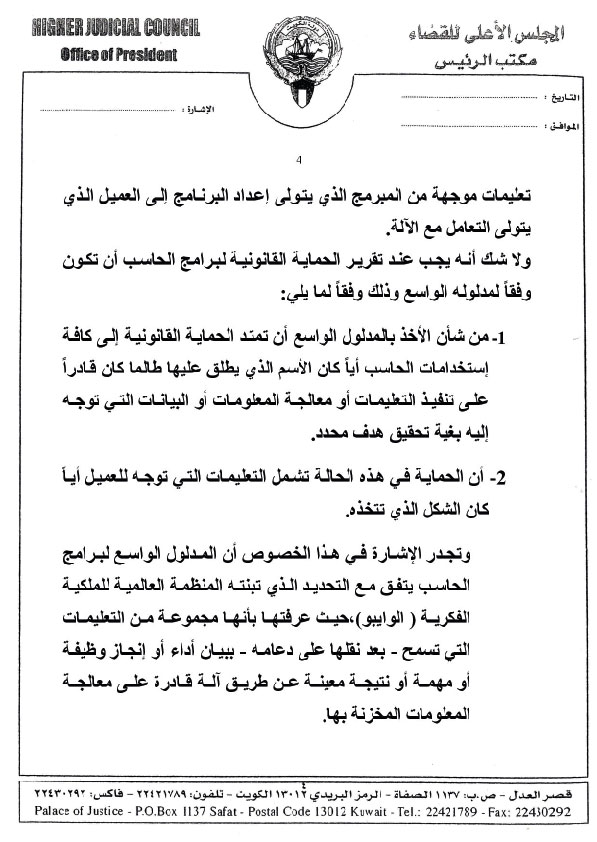 HIGHER JUDICIAL COUNCIL
Office of President
المجلس الأعلى للقضاء
مكتب الرئيس
التاريخ :
الموافق :
الإشارة :
4
تعليمات موجهة من المبرمج الذي يتولى إعداد البرنامج إلى العميل الذي
يتولى التعامل مع الآلة.
ولا شك أنه يجب عند تقرير الحماية القانونية لبرامج الحاسب أن تكون
وفقاً لمدلوله الواسع وذلك وفقاً لما يلي:
1- من شأن الأخذ بالمدلول الواسع أن تمتد الحماية القانونية إلى كافة
إستخدامات الحاسب أياً كان الأسم الذي يطلق عليها طالما كان قادراً
على تنفيذ التعليمات أو معالجة المعلومات أو البيانات التي توجه
إليه بغية تحقيق هدف محدد.
2- أن الحماية في هذه الحالة تشمل التعليمات التي توجه للعميل أياً
كان الشكل الذي تتخذه.
وتجدر الإشارة في هذا الخصوص أن المدلول الواسع لبرامج
الحاسب يتفق مع التحديد الذي تبنته المنظمة العالمية للملكية
الفكرية ( الوايبو)،حيث عرفتها بأنها مجموعة من التعليمات
التي تسمح - بعد نقلها على دعامه - ببيان أداء أو إنجاز وظيفة
أو مهمة أو نتيجة معينة عن طريق آلة قادرة على معالجة
المعلومات المخزنة بها.
قصر العدل - ص.ب: ١١٣٧ الصفاة - الرمز البريدي ١٣٠١٢ الكويت - تلفون: ٢٢٤٢١٧٨٩ - فاكس: ٢٢٤٣٠٢٩٢
Palace of Justice - P.O.Box 1137 Safat - Postal Code 13012 Kuwait - Tel.: 22421789 - Fax: 22430292